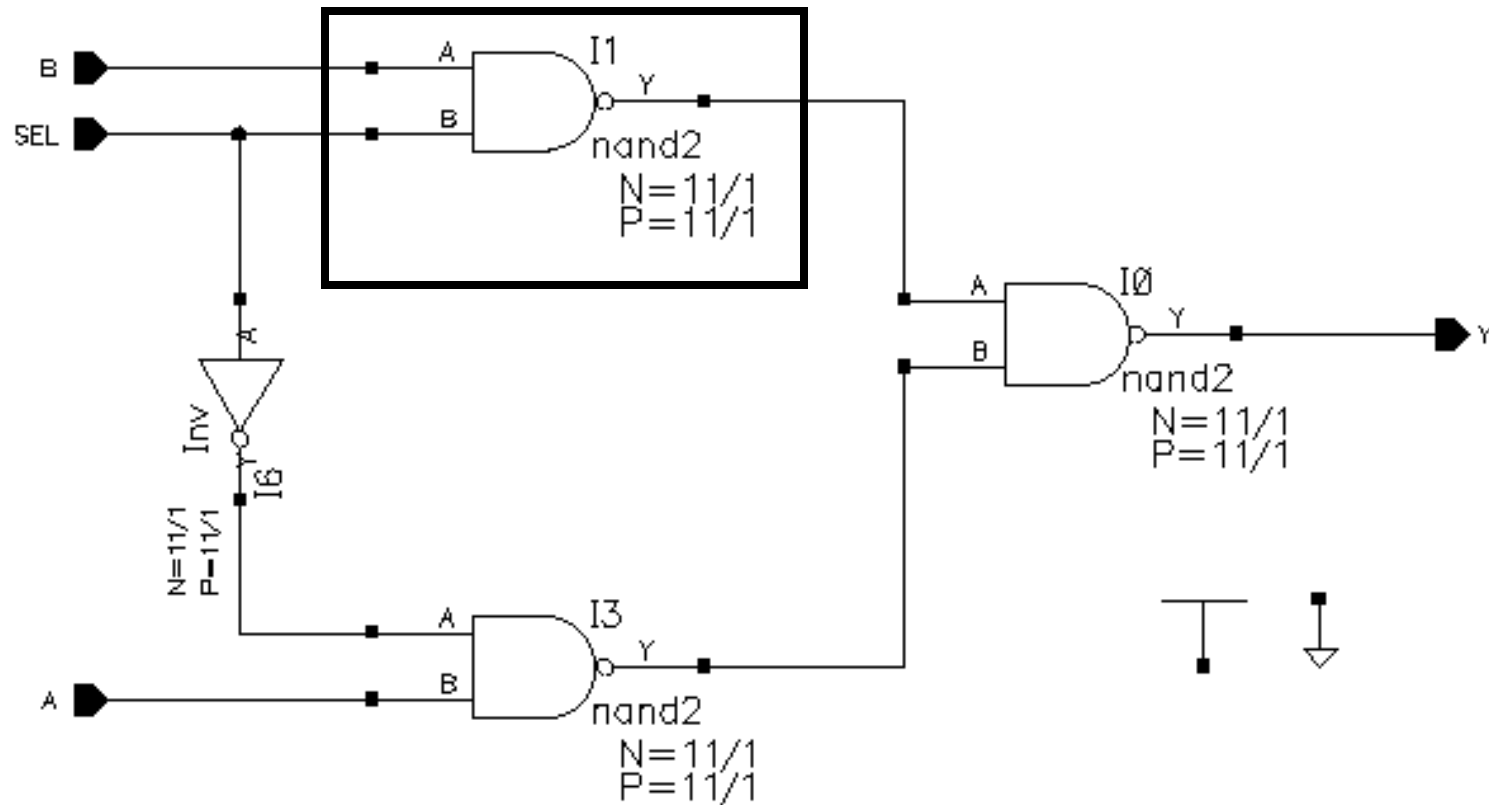 B
SEL
A
B
I1
Y
nand2
N=11/1
P=11/1
A
Inv
Y
I6
N=11/1
P=11/1
A
B
I0
Y
Y
nand2
N=11/1
P=11/1
A
A
B
I3
Y
nand2
N=11/1
P=11/1